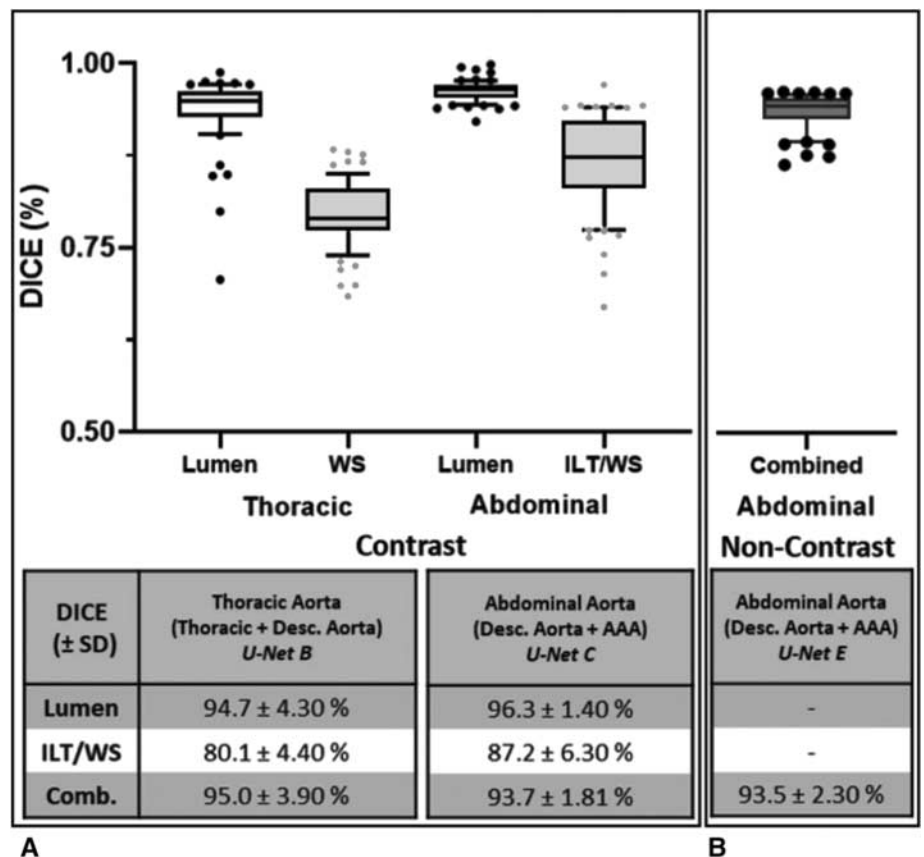 1.00
0.75
0.50
DICE (%)
Lumen WS Lumen ILT/WS
Thoracic Abdominal
Contrast
Combined
Abdominal
Non-Contrast
DICE
(± SD)
Thoracic Aorta
(Thoracic + Desc. Aorta)
U-Net B
Abdominal Aorta
(Desc. Aorta + AAA)
U-Net C
Abdominal Aorta
(Desc. Aorta + AAA)
U-Net E
Lumen 94.7 ± 4.30 % 96.3 ± 1.40 % -
ILT/WS 80.1 ± 4.40 % 87.2 ± 6.30 % -
Comb. 95.0 ± 3.90 % 93.7 ± 1.81 % 93.5 ± 2.30 %
A B